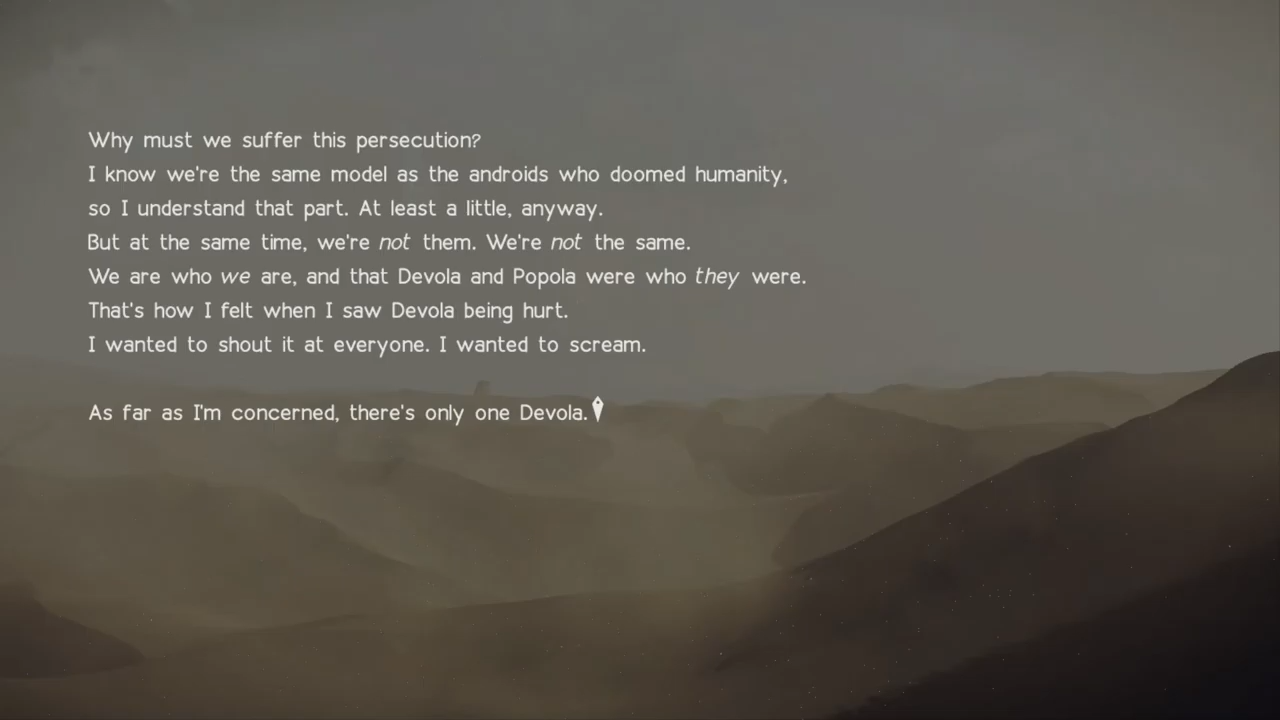 Why must we suffer this persecution?
I know we're the same model as the androids who doomed humanity,
so I understand that part. At least a little, anyway.
But at the same time, we're not them. We're not the same.
We are who we are, and that Devola and Popola were who they were.
That's how I felt when I saw Devola being hurt.
I wanted to shout it at everyone. I wanted to scream.
As far as I'm concerned, there's only one Devola.